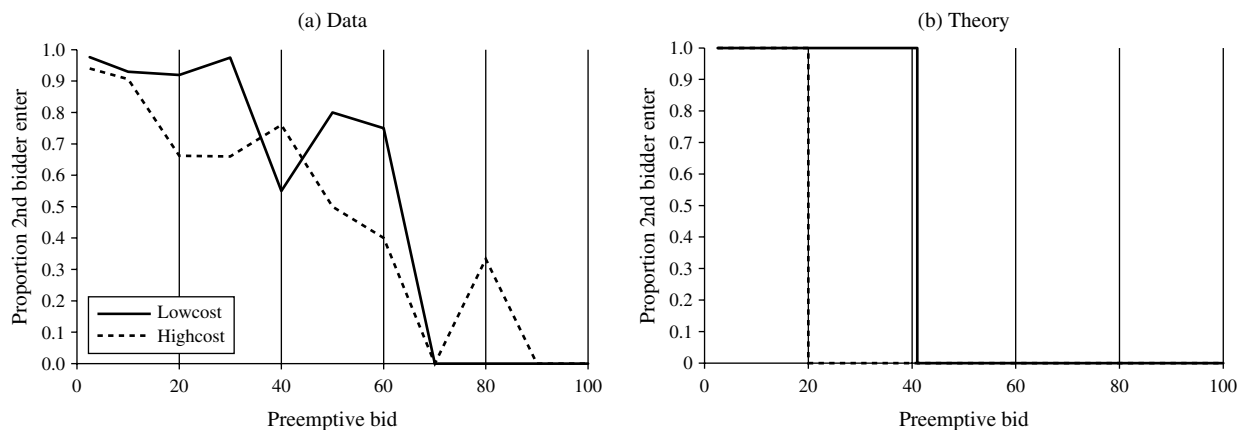 (a) Data
Proportion 2nd bidder enter
1.0
0.9
0.8
0.7
0.6
0.5
0.4
0.3
0.2
0.1
0.0
Lowcost
Highcost
0 20 40 60 80 100
Preemptive bid
(b) Theory
Proportion 2nd bidder enter
1.0
0.9
0.8
0.7
0.6
0.5
0.4
0.3
0.2
0.1
0
0 20 40 60 80 100
Preemptive bid